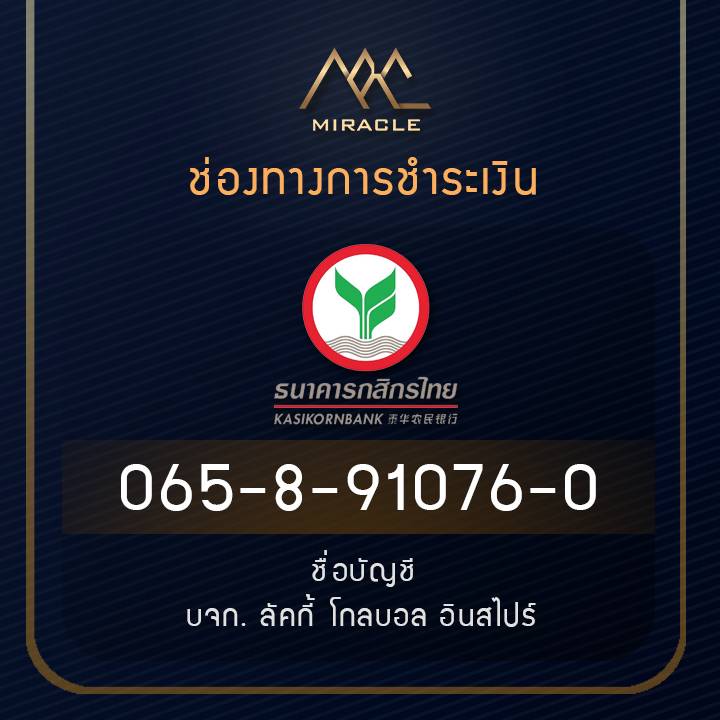 MIRACLE
ช่องทางการชำระเงิน
ธนาคารกสิกรไทย
KASIKORNBANK 泰华农民银行
065-8-91076-0
ชื่อบัญชี
บจก. ลัคกี้ โกลบอล อินสไปร์